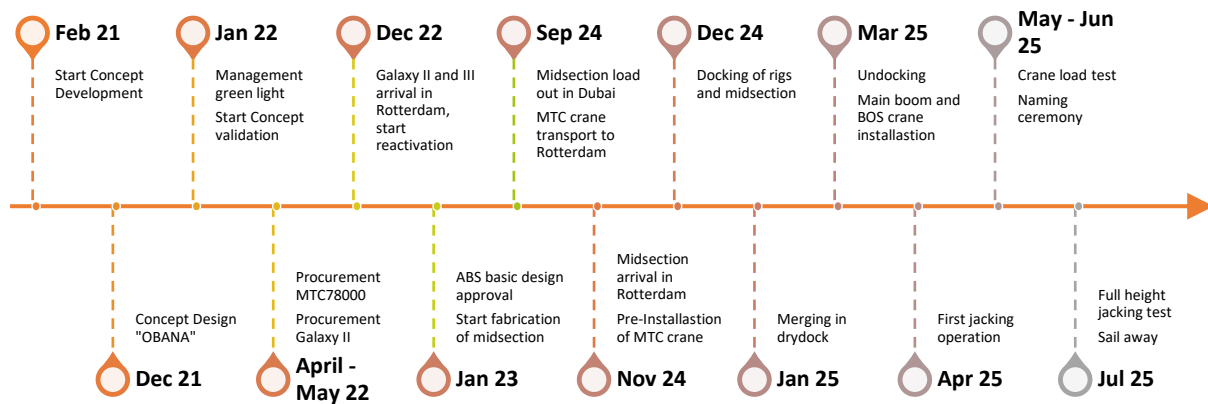 Feb 21
Start Concept
Development
Jan 22
Management
green light
Start Concept
validation
Dec 22
Galaxy II and III
arrival in
Rotterdam,
start
reactivation
Sep 24
Midsection load
out in Dubai
MTC crane
transport to
Rotterdam
Dec 24
Docking of rigs
and midsection
Mar 25
Undocking
Main boom and
BOS crane
installastion
May - Jun
25
Crane load test
Naming
ceremony
Concept Design
"OBANA"
Dec 21
Procurement
MTC78000
Procurement
Galaxy II
April -
May 22
ABS basic design
approval
Start fabrication
of midsection
Jan 23
Midsection
arrival in
Rotterdam
Pre-Installastion
of MTC crane
Nov 24
Merging in
drydock
Jan 25
First jacking
operation
Apr 25
Full height
jacking test
Sail away
Jul 25